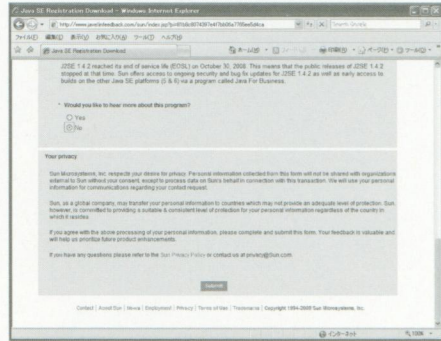 Java SE Registration Download - Windows Internet Explorer
ファイル(F) 編集(E) 表示(V) お気に入り(A) ツール(T) ヘルプ(H)
Java SE Registration Download
J2SE 1.4.2 reached its end of service life (EOSL) on October 30, 2008. This means that the public releases of J2SE 1.4.2
stopped at that time. Sun offers access to ongoing security and bug fix updates for J2SE 1.4.2 as well as early access to
builds on the other Java SE platforms (5 & 6) via a program called Java For Business.
* Would you like to hear more about this program?
Yes
No
Your privacy
Sun Microsystems, Inc. respects your desire for privacy. Personal information collected from this form will not be shared with organizations
external to Sun without your consent, except to process data on Sun's behalf in connection with this transaction. We will use your personal
information for communications regarding your contact request.
Sun, as a global company, may transfer your personal information to countries which may not provide an adequate level of protection. Sun,
however, is committed to providing a suitable & consistent level of protection for your personal information regardless of the country in
which it resides.
If you agree with the above processing of your personal information, please complete and submit this form. Your feedback is valuable and
will help us prioritize future product enhancements.
If you have any questions please refer to the Sun Privacy Policy or contact us at privacy@Sun.com
Submit
Contact | About Sun | News | Employment | Privacy | Terms of Use | Trademarks | Copyright 1994-2009 Sun Microsystems, Inc.
インターネット 100%